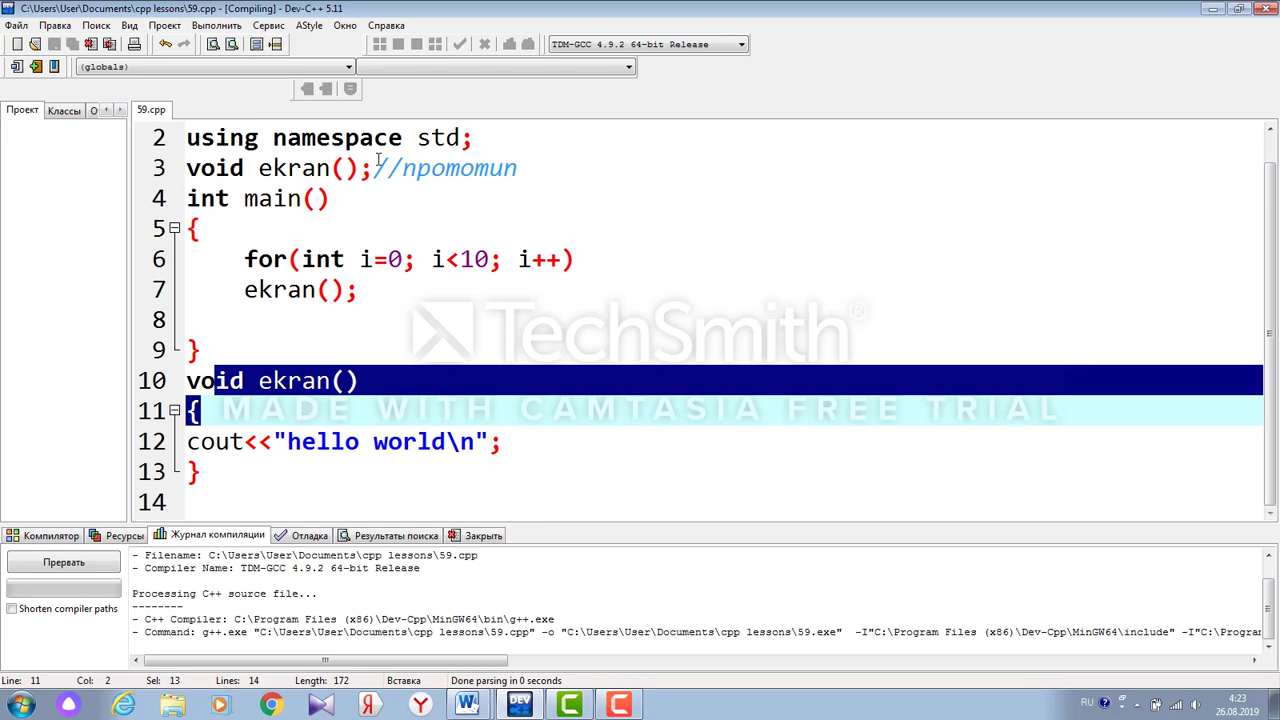 C:\Users\User\Documents\cpp lessons\59.cpp - [Compiling] - Dev-C++ 5.11
Файл Правка Поиск Вид Проект Выполнить Сервис AStyle Окно Справка
TDM-GCC 4.9.2 64-bit Release
(globals)
Проект Классы О 59.cpp
2 using namespace std;
3 void ekran();//прототип
4 int main()
5 {
6 for(int i=0; i<10; i++)
7 ekran();
8
9 }
TechSmith®
10 void ekran()
11 {
MADE WITH CAMTASIA FREE TRIAL
12 cout<<"hello world\n";
13 }
14
Компилятор Ресурсы Журнал компиляции Отладка Результаты поиска Закрыть
Прервать
Shorten compiler paths
- Filename: C:\Users\User\Documents\cpp lessons\59.cpp
- Compiler Name: TDM-GCC 4.9.2 64-bit Release
Processing C++ source file...
--------
- C++ Compiler: C:\Program Files (x86)\Dev-Cpp\MinGW64\bin\g++.exe
- Command: g++.exe "C:\Users\User\Documents\cpp lessons\59.cpp" -o "C:\Users\User\Documents\cpp lessons\59.exe" -I"C:\Program Files (x86)\Dev-Cpp\MinGW64\include" -I"C:\Progra
Line: 11 Col: 2 Sel: 13 Lines: 14 Length: 172 Вставка Done parsing in 0 seconds
RU
4:23
26.08.2019